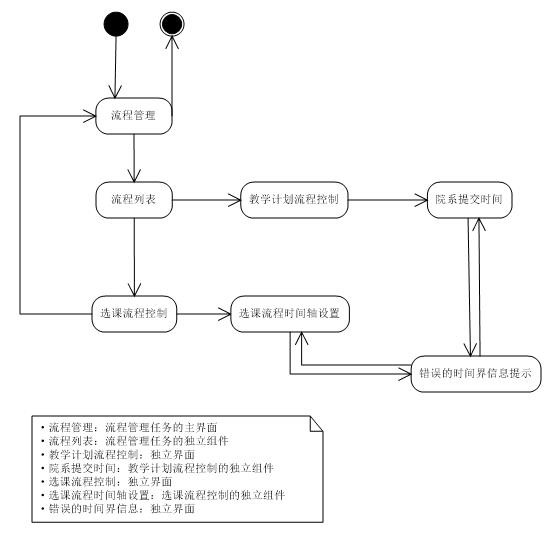 流程管理
流程列表
教学计划流程控制
院系提交时间
选课流程控制
选课流程时间轴设置
错误的时间界信息提示
• 流程管理：流程管理任务的主界面
• 流程列表：流程管理任务的独立组件
• 教学计划流程控制：独立界面
• 院系提交时间：教学计划流程控制的独立组件
• 选课流程控制：独立界面
• 选课流程时间轴设置：选课流程控制的独立组件
• 错误的时间界信息：独立界面